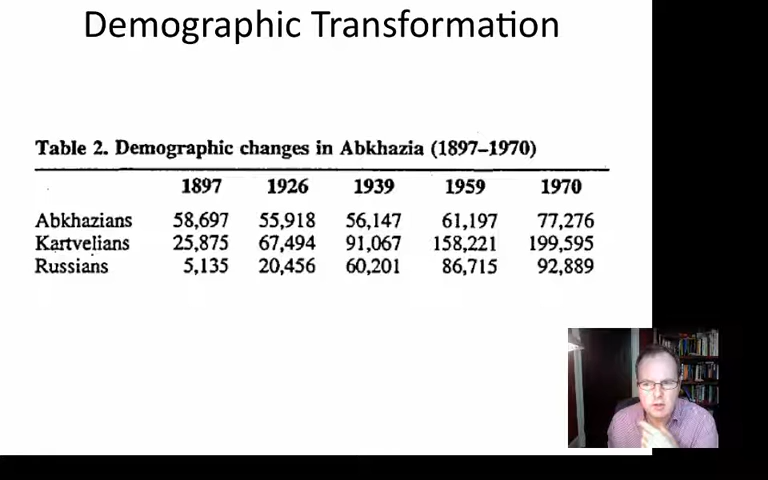 Demographic Transformation
Table 2. Demographic changes in Abkhazia (1897–1970)
1897 1926 1939 1959 1970
Abkhazians 58,697 55,918 56,147 61,197 77,276
Kartvelians 25,875 67,494 91,067 158,221 199,595
Russians 5,135 20,456 60,201 86,715 92,889